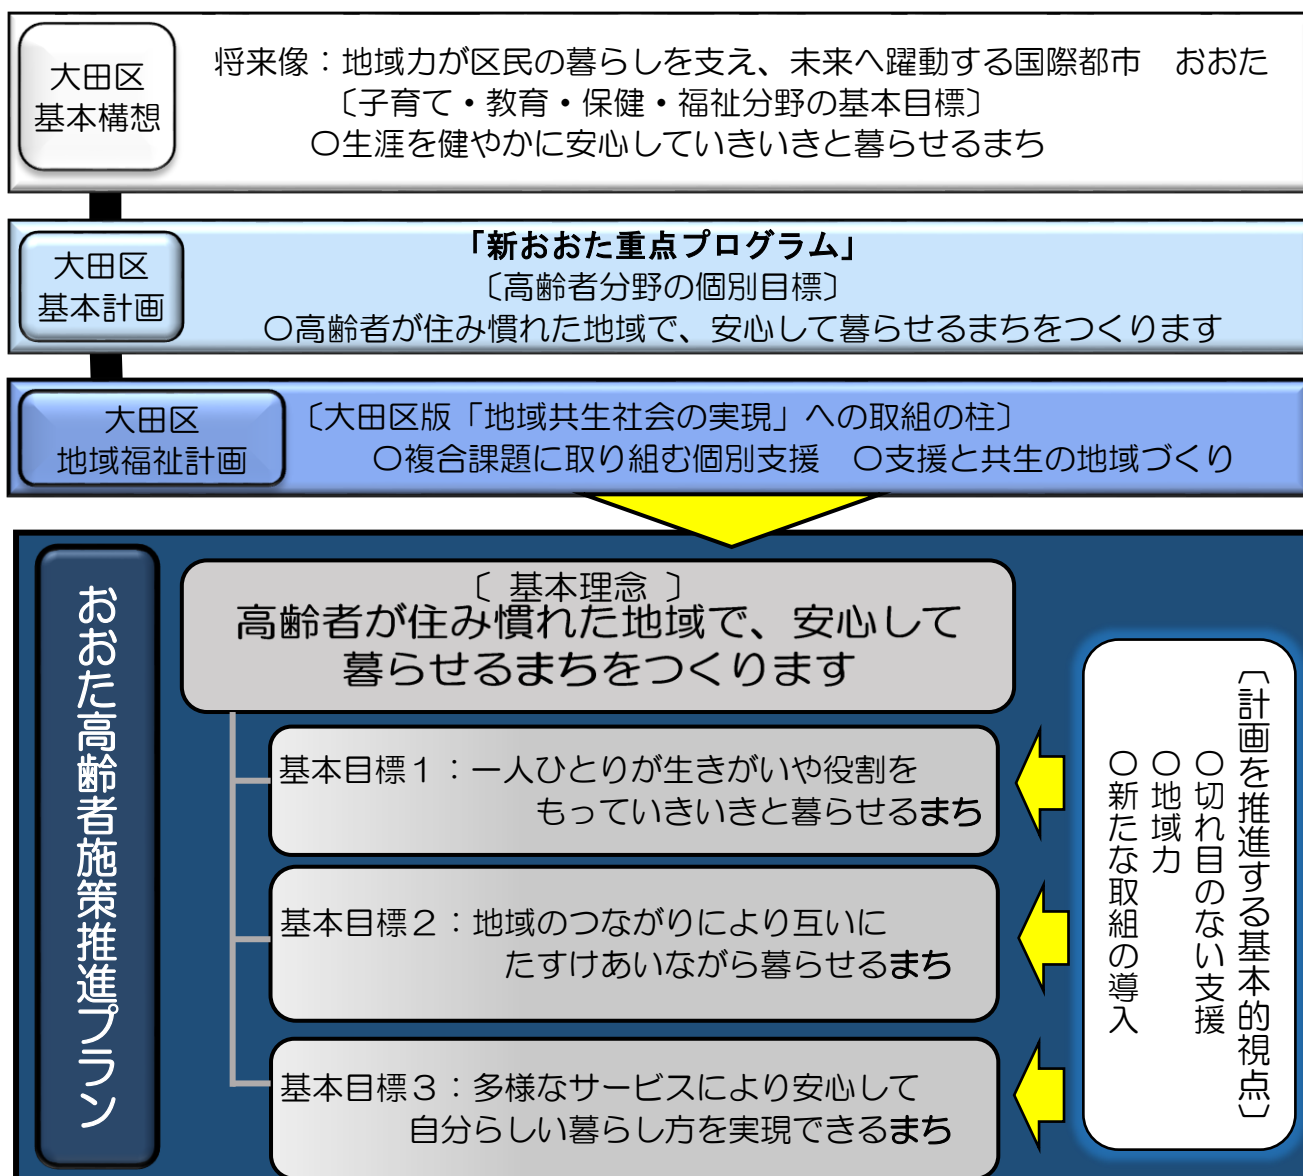 大田区
基本構想
将来像：地域力が区民の暮らしを支え、未来へ躍動する国際都市　おおた
〔子育て・教育・保健・福祉分野の基本目標〕
○生涯を健やかに安心していきいきと暮らせるまち
大田区
基本計画
「新おおた重点プログラム」
〔高齢者分野の個別目標〕
○高齢者が住み慣れた地域で、安心して暮らせるまちをつくります
大田区
地域福祉計画
〔大田区版「地域共生社会の実現」への取組の柱〕
○複合課題に取り組む個別支援　○支援と共生の地域づくり
おおた高齢者施策推進プラン
〔 基本理念 〕
高齢者が住み慣れた地域で、安心して
暮らせるまちをつくります
基本目標１：一人ひとりが生きがいや役割を
もっていきいきと暮らせるまち
基本目標２：地域のつながりにより互いに
たすけあいながら暮らせるまち
基本目標３：多様なサービスにより安心して
自分らしい暮らし方を実現できるまち
〔計画を推進する基本的視点〕
○切れ目のない支援
○地域力
○新たな取組の導入